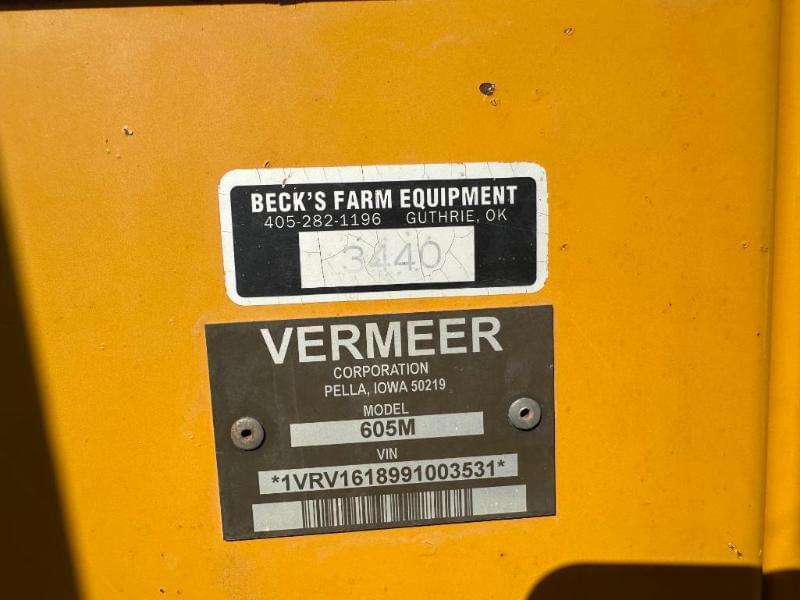 BECK'S FARM EQUIPMENT
405-282-1196 GUTHRIE, OK
3440
VERMEER
CORPORATION
PELLA, IOWA 50219
MODEL
605M
VIN
*1VRV1618991003531*